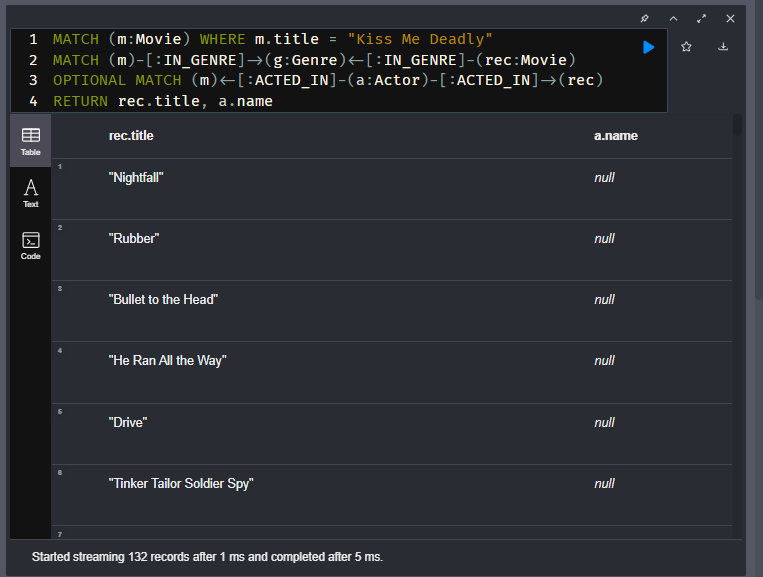 1 MATCH (m:Movie) WHERE m.title = "Kiss Me Deadly"
2 MATCH (m)-[:IN_GENRE]->(g:Genre)<-[:IN_GENRE]-(rec:Movie)
3 OPTIONAL MATCH (m)<-[:ACTED_IN]-(a:Actor)-[:ACTED_IN]->(rec)
4 RETURN rec.title, a.name
Table
Text
Code
rec.title a.name
1 "Nightfall" null
2 "Rubber" null
3 "Bullet to the Head" null
4 "He Ran All the Way" null
5 "Drive" null
6 "Tinker Tailor Soldier Spy" null
7
Started streaming 132 records after 1 ms and completed after 5 ms.